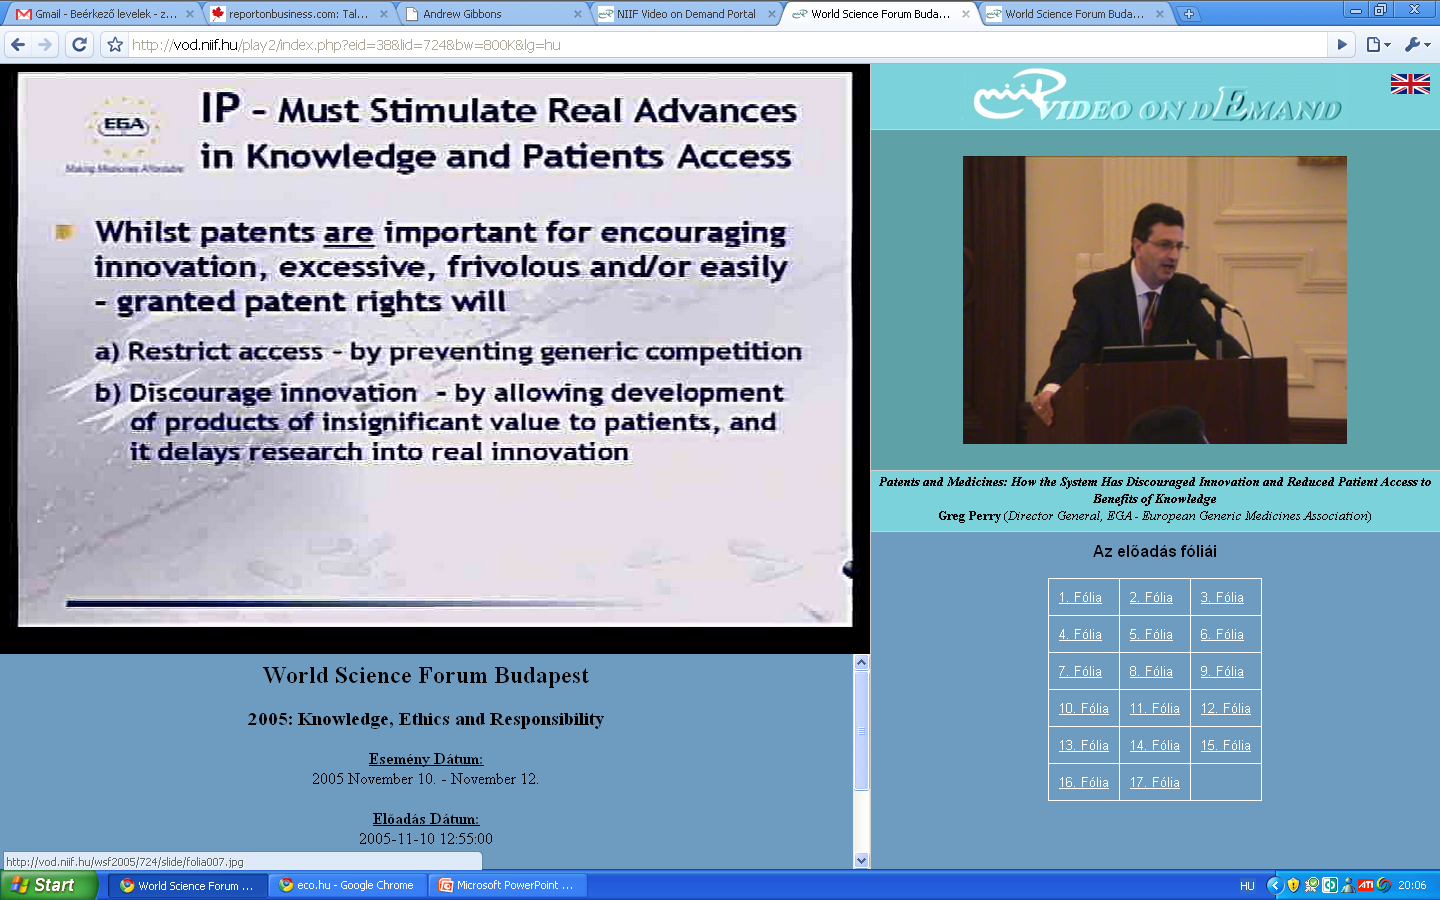 Gmail - Beérkező levelek - z...
reportonbusiness.com: Tal...
Andrew Gibbons
NIIF Video on Demand Portal
World Science Forum Buda...
World Science Forum Buda...
http://vod.niif.hu/play2/index.php?eid=38&lid=724&bw=800K&lg=hu
EGA
Making Medicines Affordable
IP - Must Stimulate Real Advances
in Knowledge and Patients Access
Whilst patents are important for encouraging
innovation, excessive, frivolous and/or easily
- granted patent rights will
a) Restrict access - by preventing generic competition
b) Discourage innovation - by allowing development
of products of insignificant value to patients, and
it delays research into real innovation
World Science Forum Budapest
2005: Knowledge, Ethics and Responsibility
Esemény Dátum:
2005 November 10. - November 12.
Előadás Dátum:
2005-11-10 12:55:00
http://vod.niif.hu/wsf2005/724/slide/folia007.jpg
VIDEO ON dEMAND
Patents and Medicines: How the System Has Discouraged Innovation and Reduced Patient Access to
Benefits of Knowledge
Greg Perry (Director General, EGA - European Generic Medicines Association)
Az előadás fóliái
1. Fólia 2. Fólia 3. Fólia
4. Fólia 5. Fólia 6. Fólia
7. Fólia 8. Fólia 9. Fólia
10. Fólia 11. Fólia 12. Fólia
13. Fólia 14. Fólia 15. Fólia
16. Fólia 17. Fólia
Start
World Science Forum ...
eco.hu - Google Chrome
Microsoft PowerPoint ...
HU
ATI
20:06